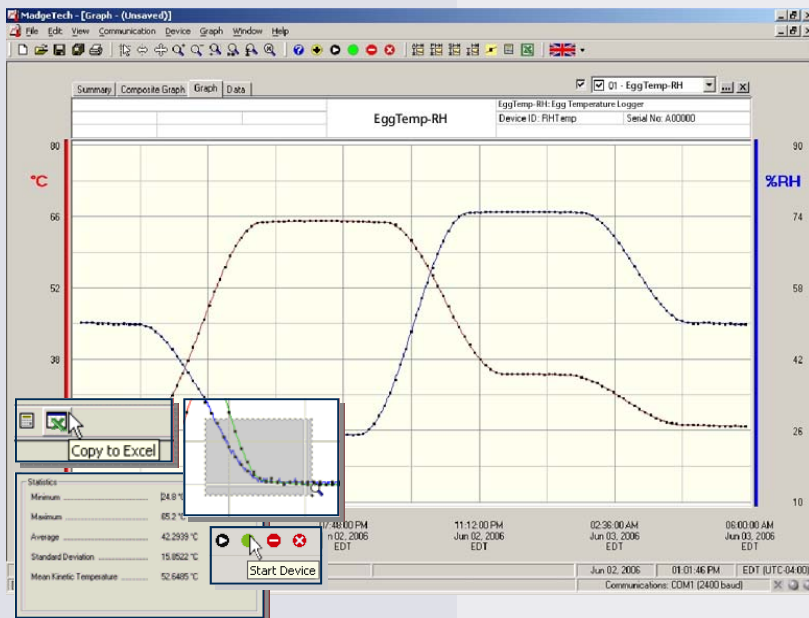 MadgeTech - [Graph - (Unsaved)]
File Edit View Communication Device Graph Window Help
Summary Composite Graph Graph Data
01 - EggTemp-RH
EggTemp-RH
EggTemp-RH: Egg Temperature Logger
Device ID: RHTemp Serial No: A00000
80 90
°C %RH
66 74
52 58
38 42
26
10
Copy to Excel
Statistics
Minimum 24.8
Maximum 65.2 °C
Average 42.2939 °C
Standard Deviation 15.8522 °C
Mean Kinetic Temperature 52.6485 °C
Start Device
07:48:00 PM 11:12:00 PM 02:36:00 AM 06:00:00 AM
02, 2006 Jun 02, 2006 Jun 03, 2006 Jun 03, 2006
EDT EDT EDT EDT
Jun 02, 2006 01:01:46 PM EDT (UTC-04:00)
Communications: COM1 (2400 baud)